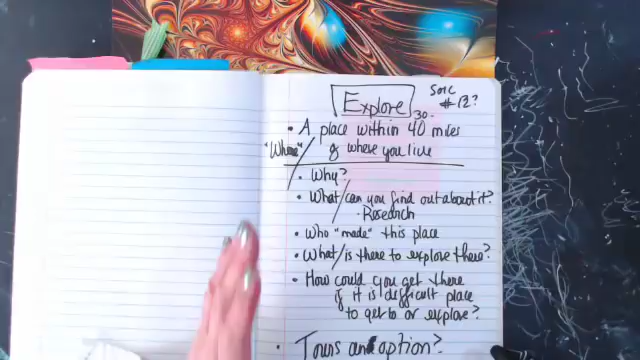 Explore
SOTC
#12?
30-
• A place within 40 miles
"Where" of where you live
• Why?
• What can you find out about it?
• Research
• Who "made" this place
• What is there to explore there?
• How could you get there
if it is difficult place
to get to or explore?
• Tours an option?